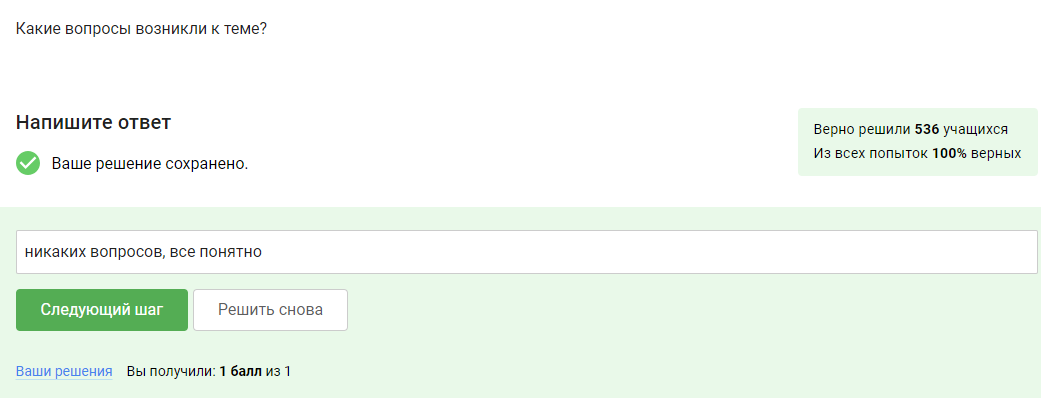 Какие вопросы возникли к теме?
Напишите ответ
Ваше решение сохранено.
Верно решили 536 учащихся
Из всех попыток 100% верных
никаких вопросов, все понятно
Следующий шаг
Решить снова
Ваши решения Вы получили: 1 балл из 1